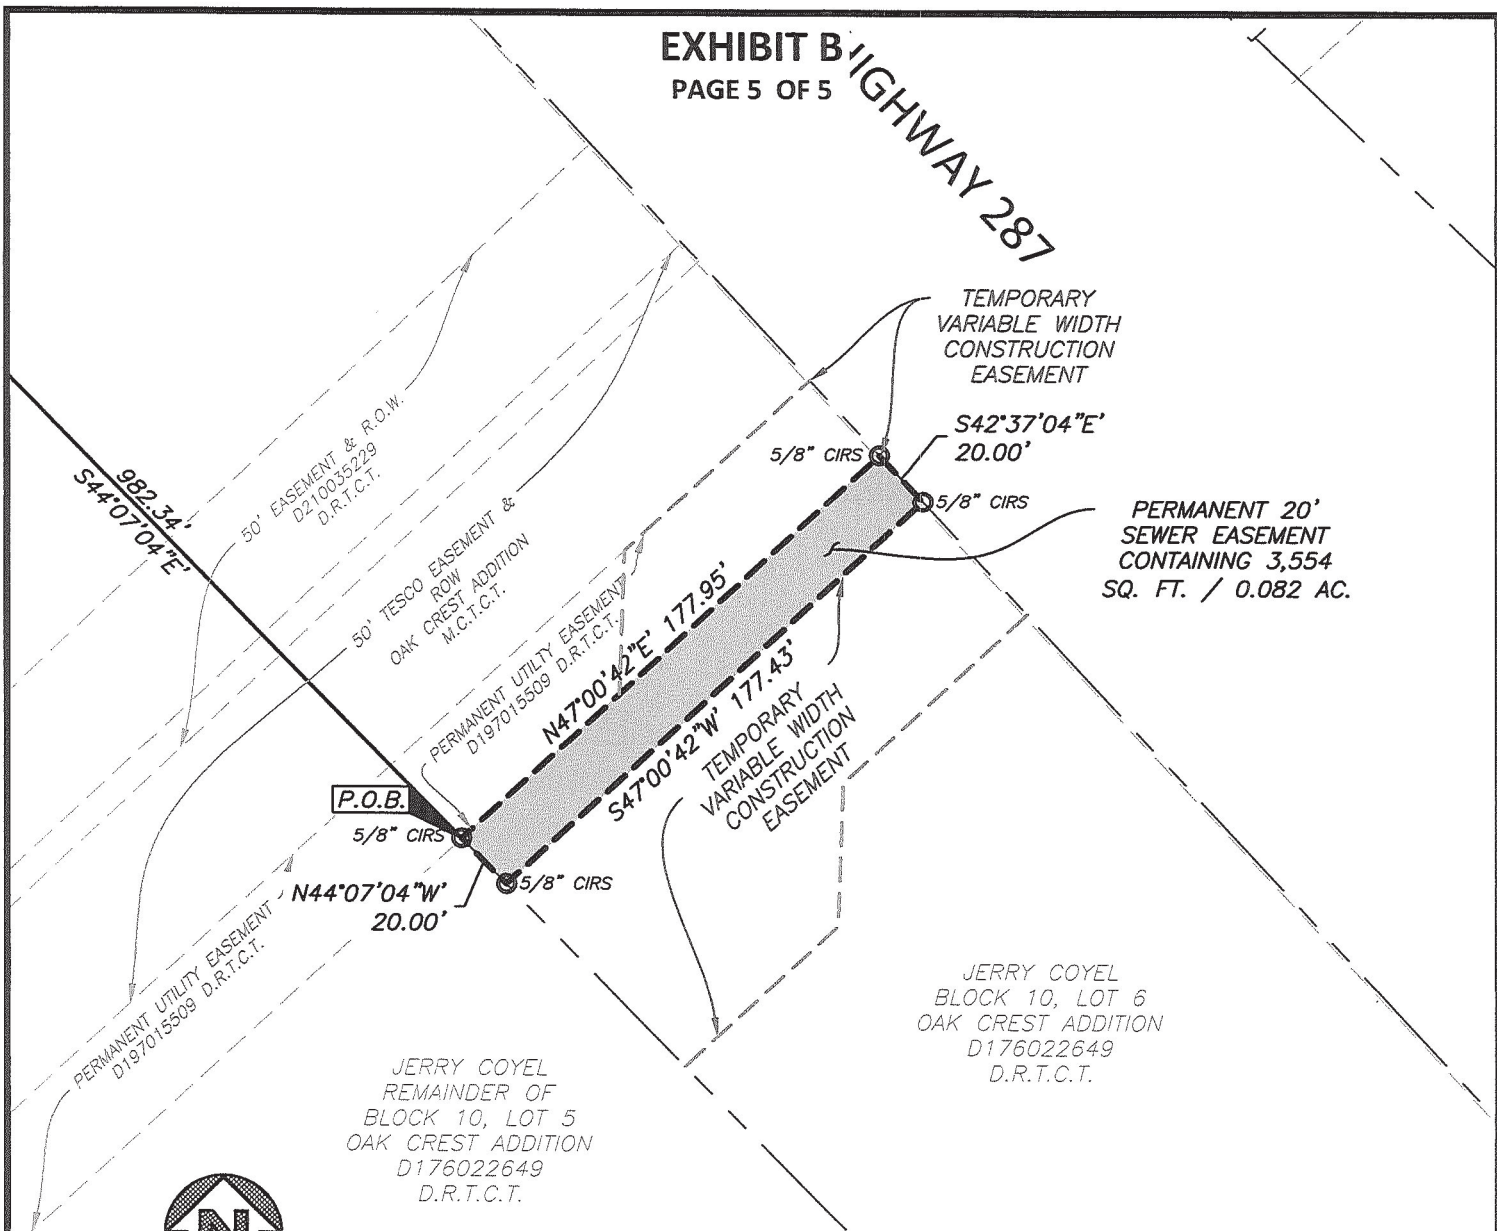 EXHIBIT B
PAGE 5 OF 5
HIGHWAY 287
TEMPORARY
VARIABLE WIDTH
CONSTRUCTION
EASEMENT
S42°37'04"E'
20.00'
5/8" CIRS
5/8" CIRS
PERMANENT 20'
SEWER EASEMENT
CONTAINING 3,554
SQ. FT. / 0.082 AC.
982.34'
S44°07'04"E'
50' EASEMENT & R.O.W.
D210035229
D.R.T.C.T.
50' TESCO EASEMENT &
ROW
OAK CREST ADDITION
M.C.T.C.T.
PERMANENT UTILTY EASEMENT
D197015509 D.R.T.C.T.
N47°00'42"E' 177.95'
S47°00'42"W' 177.43'
TEMPORARY
VARIABLE WIDTH
CONSTRUCTION
EASEMENT
P.O.B.
5/8" CIRS
5/8" CIRS
N44°07'04"W'
20.00'
PERMANENT UTILITY EASEMENT
D197015509 D.R.T.C.T.
JERRY COYEL
BLOCK 10, LOT 6
OAK CREST ADDITION
D176022649
D.R.T.C.T.
JERRY COYEL
REMAINDER OF
BLOCK 10, LOT 5
OAK CREST ADDITION
D176022649
D.R.T.C.T.
N